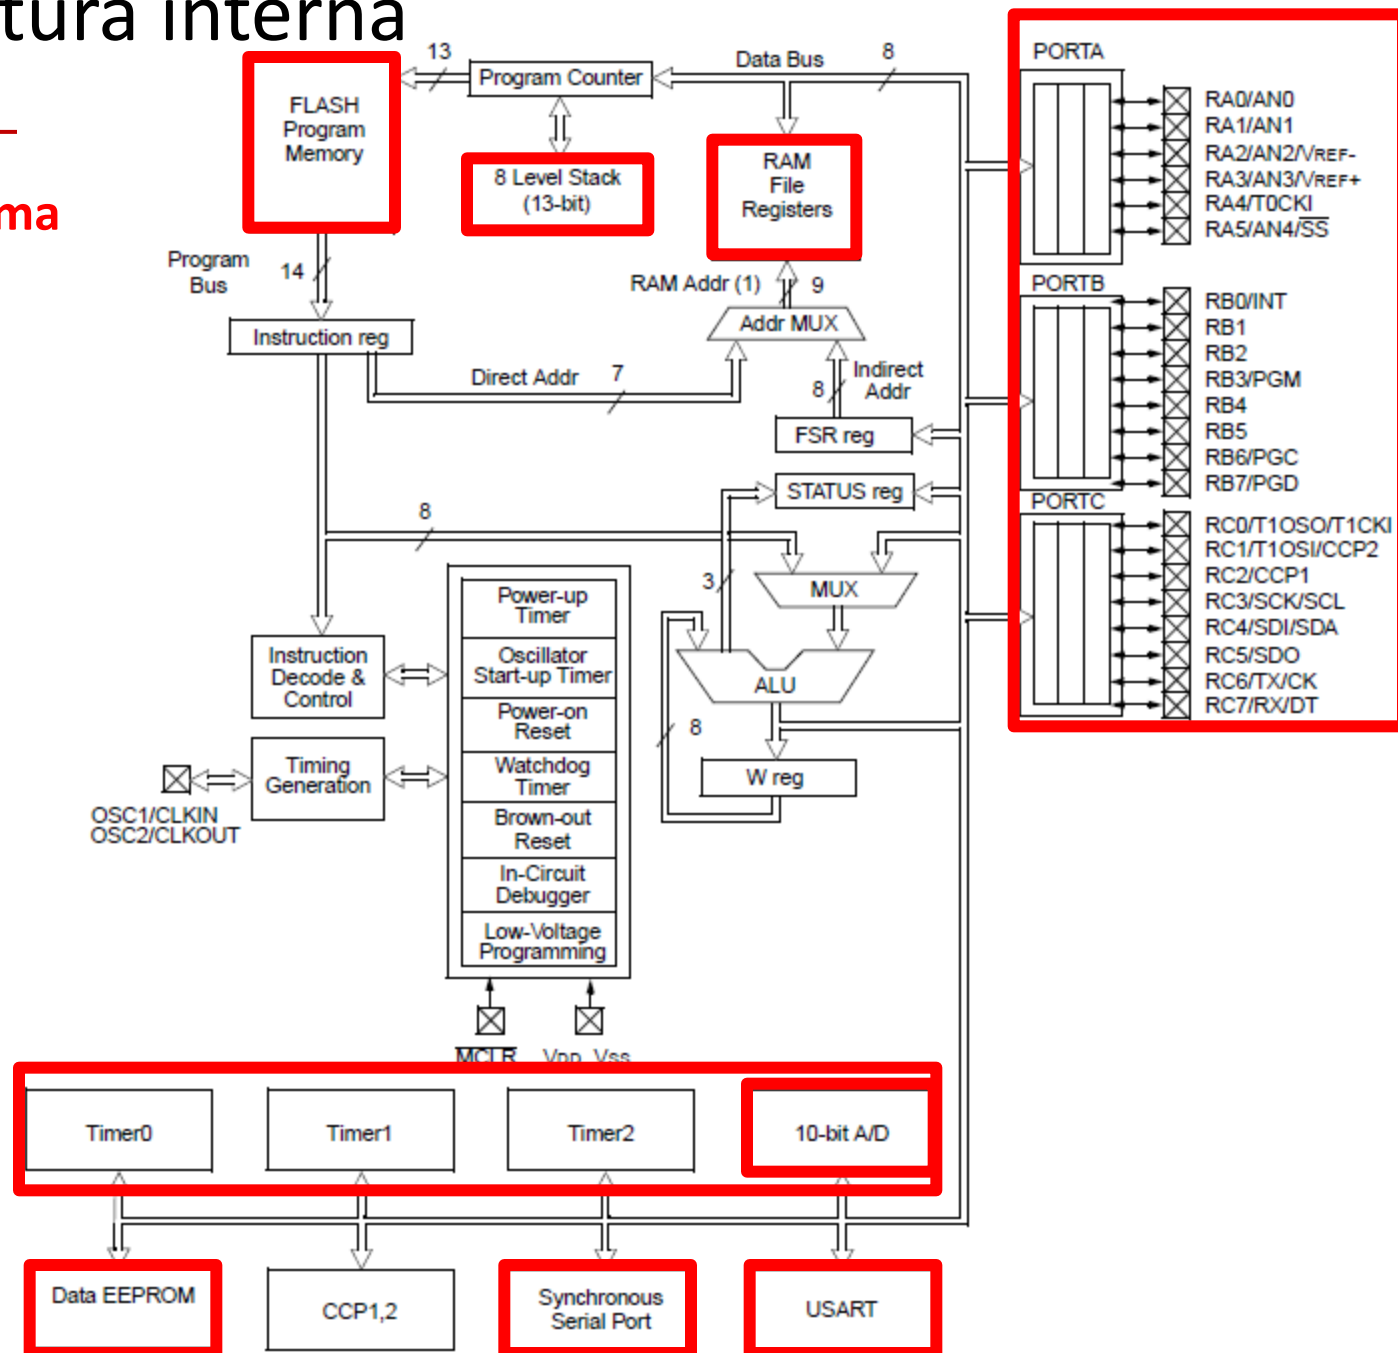 tura interna
ma
13
Program Counter
Data Bus
8
FLASH
Program
Memory
8 Level Stack
(13-bit)
RAM
File
Registers
Program
Bus
14
RAM Addr (1)
9
Addr MUX
Instruction reg
Direct Addr
7
Indirect
Addr
8
FSR reg
STATUS reg
8
3
MUX
ALU
8
W reg
Power-up
Timer
Oscillator
Start-up Timer
Power-on
Reset
Watchdog
Timer
Brown-out
Reset
In-Circuit
Debugger
Low-Voltage
Programming
Instruction
Decode &
Control
Timing
Generation
OSC1/CLKIN
OSC2/CLKOUT
MCLR
VDD, VSS
PORTA
RA0/AN0
RA1/AN1
RA2/AN2/VREF-
RA3/AN3/VREF+
RA4/T0CKI
RA5/AN4/SS
PORTB
RB0/INT
RB1
RB2
RB3/PGM
RB4
RB5
RB6/PGC
RB7/PGD
PORTC
RC0/T1OSO/T1CKI
RC1/T1OSI/CCP2
RC2/CCP1
RC3/SCK/SCL
RC4/SDI/SDA
RC5/SDO
RC6/TX/CK
RC7/RX/DT
Timer0
Timer1
Timer2
10-bit A/D
Data EEPROM
CCP1,2
Synchronous
Serial Port
USART